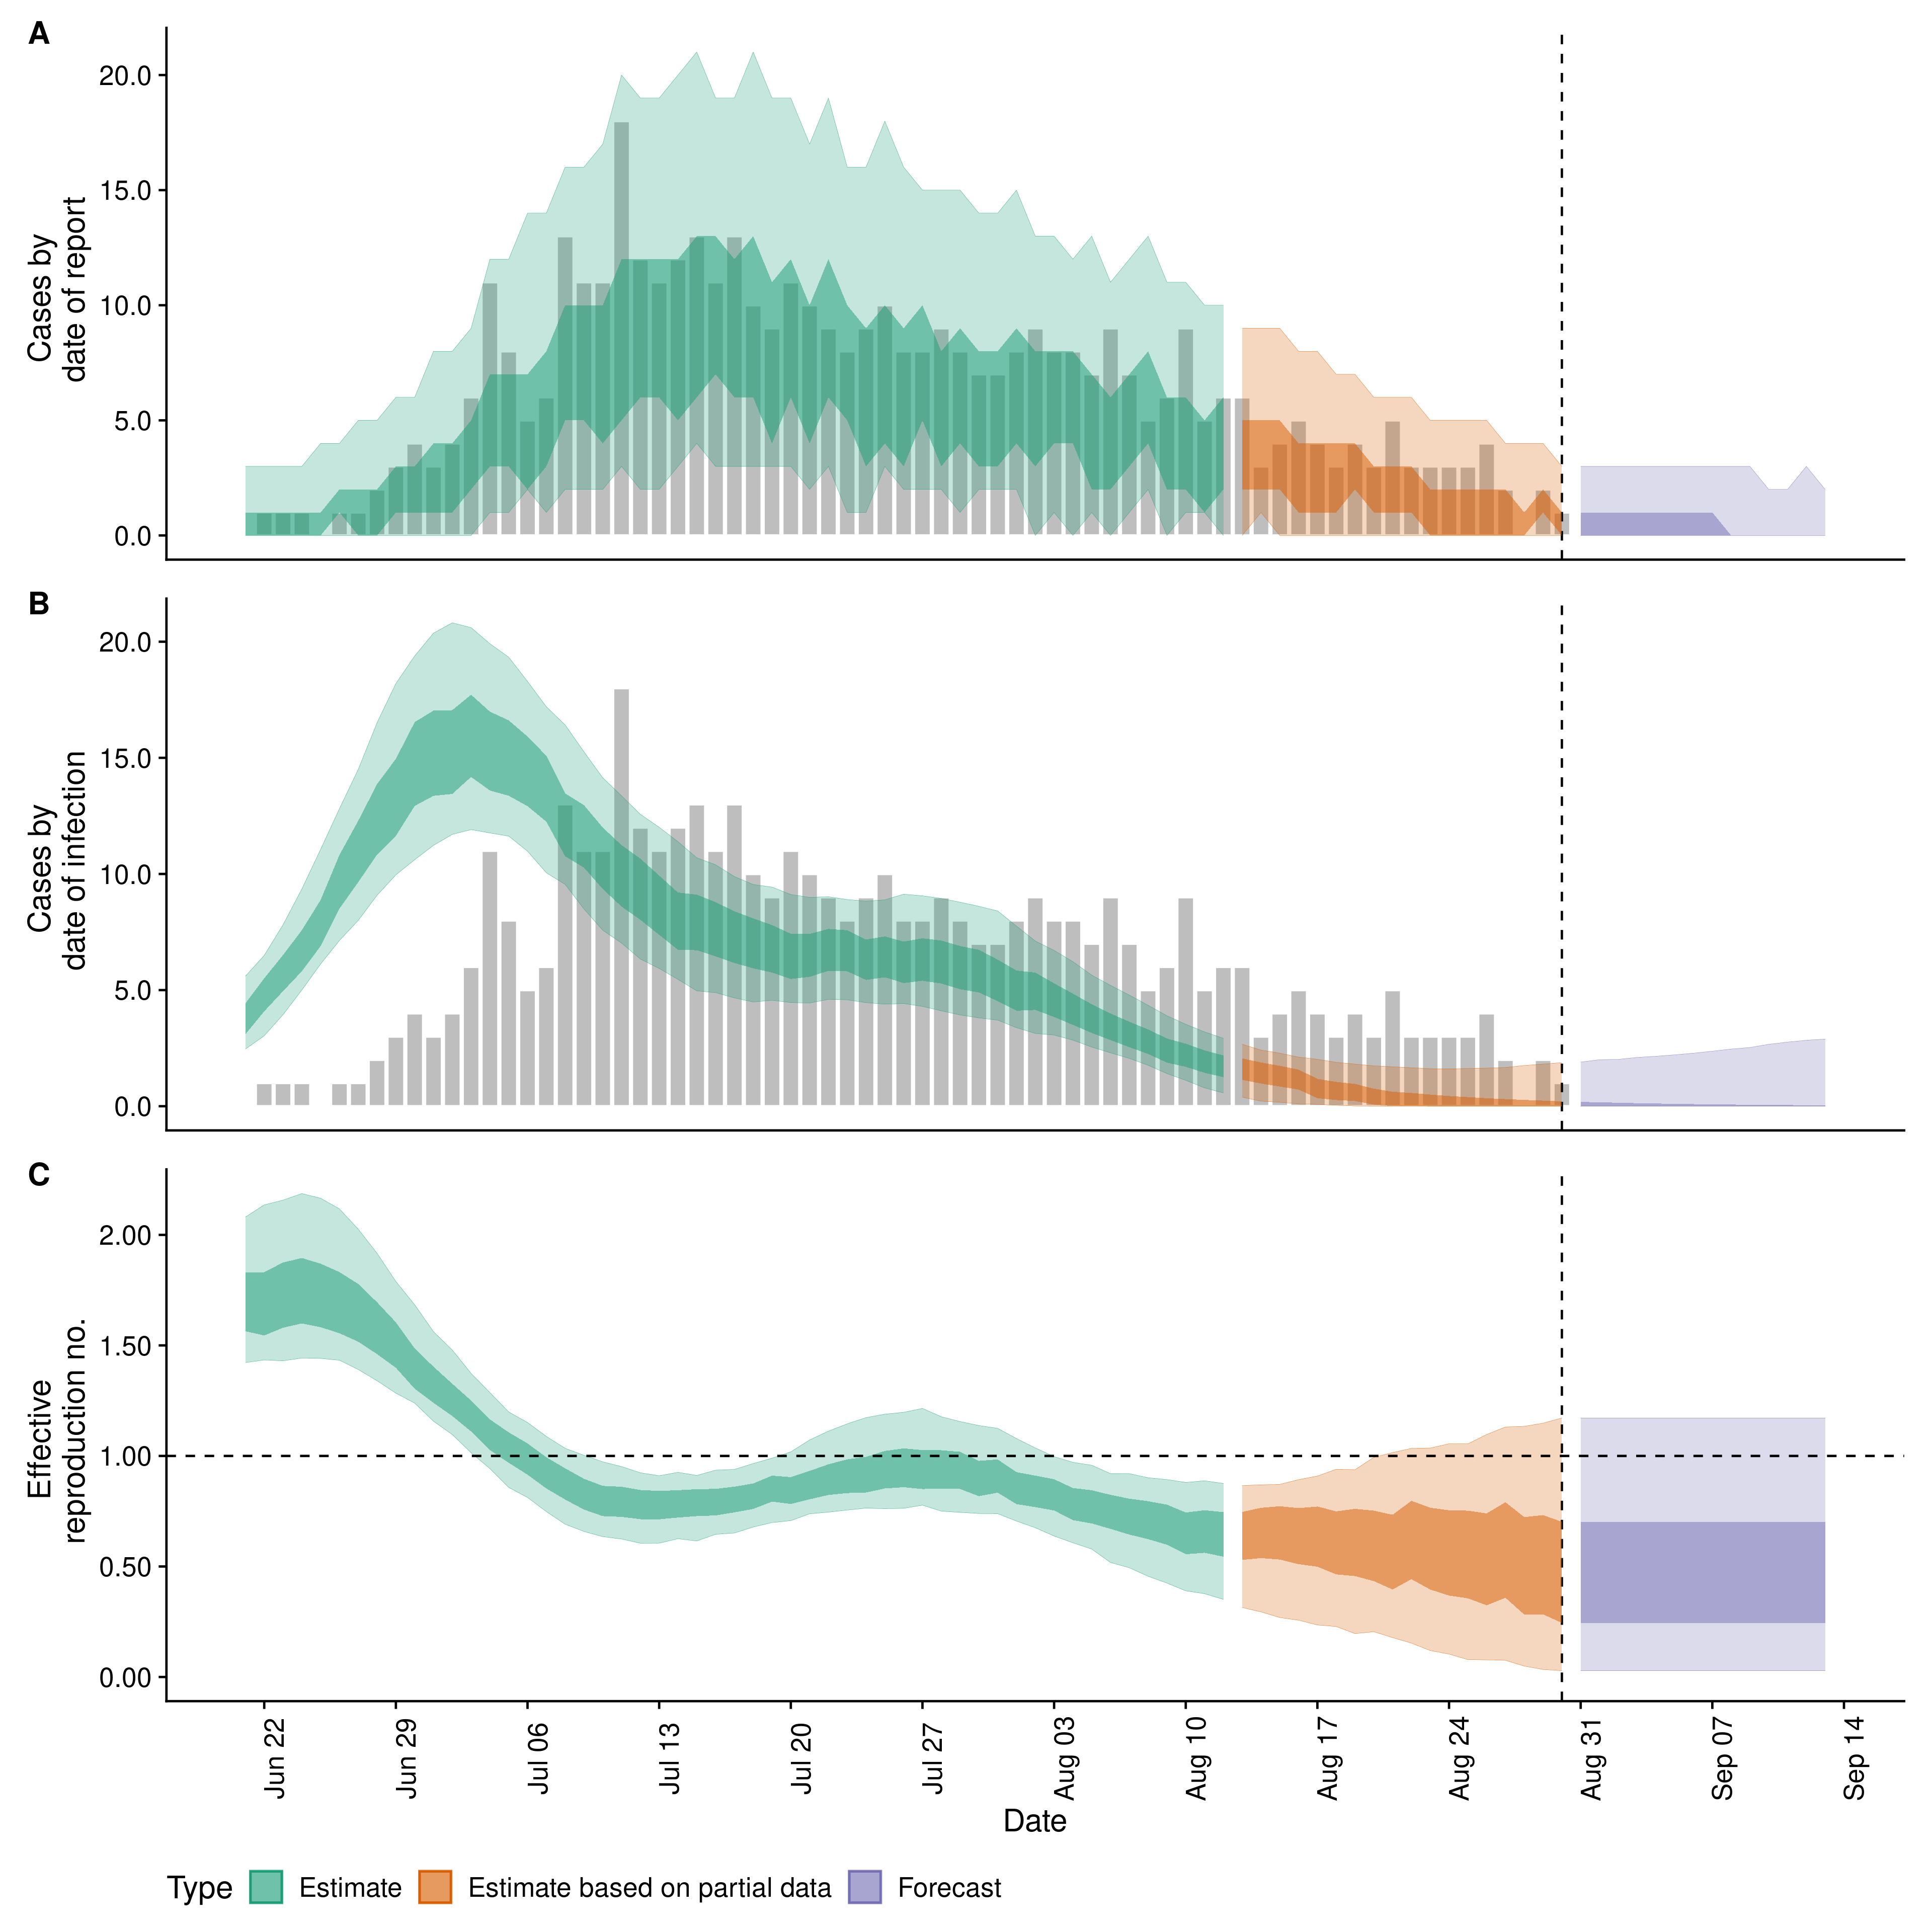 A
20.0
15.0
10.0
5.0
0.0
Cases by
date of report
B
20.0
15.0
10.0
5.0
0.0
Cases by
date of infection
C
2.00
1.50
1.00
0.50
0.00
Effective
reproduction no.
Jun 22
Jun 29
Jul 06
Jul 13
Jul 20
Jul 27
Aug 03
Aug 10
Aug 17
Aug 24
Aug 31
Sep 07
Sep 14
Date
Type Estimate Estimate based on partial data Forecast